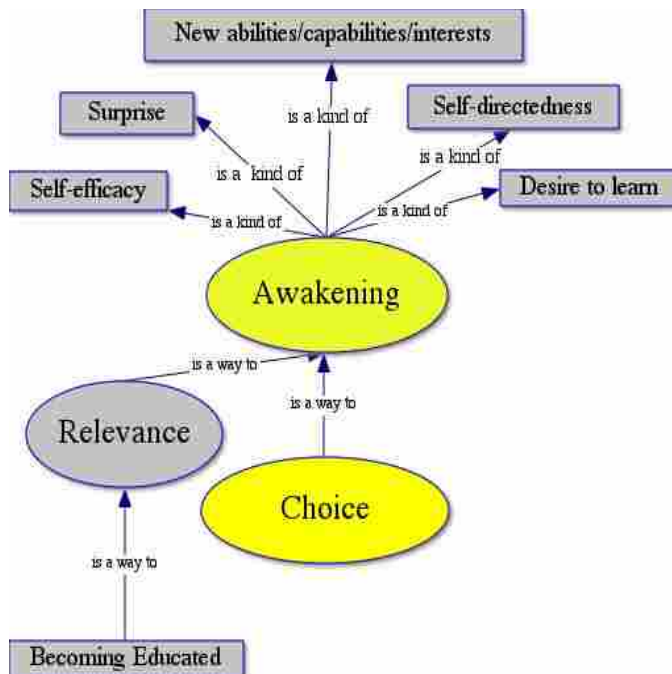 New abilities/capabilities/interests
Surprise
is a kind of
Self-directedness
is a kind of
is a kind of
Self-efficacy
Desire to learn
is a kind of
is a kind of
Awakening
is a way to
Relevance
is a way to
Choice
is a way to
Becoming Educated